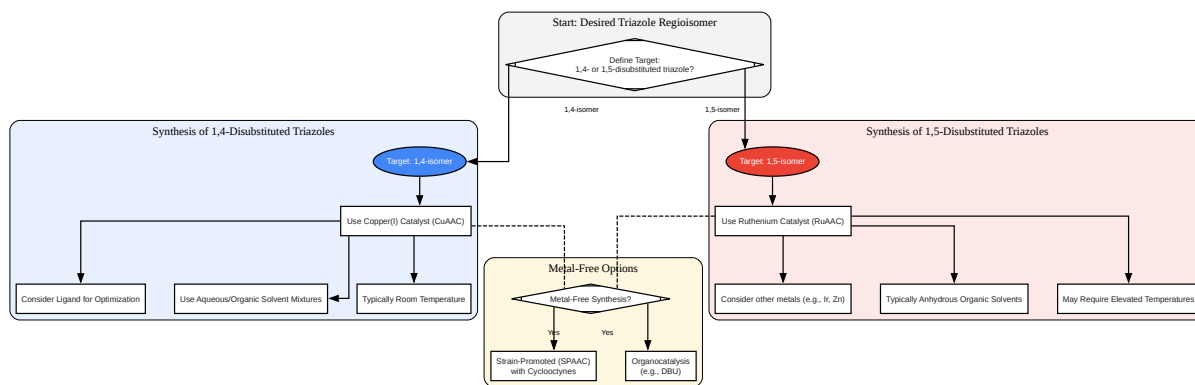 Start: Desired Triazole Regioisomer
Define Target:
1,4- or 1,5-disubstituted triazole?
1,4-isomer
1,5-isomer
Synthesis of 1,4-Disubstituted Triazoles
Target: 1,4-isomer
Use Copper(I) Catalyst (CuAAC)
Consider Ligand for Optimization
Use Aqueous/Organic Solvent Mixtures
Typically Room Temperature
Synthesis of 1,5-Disubstituted Triazoles
Target: 1,5-isomer
Use Ruthenium Catalyst (RuAAC)
Consider other metals (e.g., Ir, Zn)
Typically Anhydrous Organic Solvents
May Require Elevated Temperatures
Metal-Free Options
Metal-Free Synthesis?
Yes
Yes
Strain-Promoted (SPAAC)
with Cyclooctynes
Organocatalysis
(e.g., DBU)